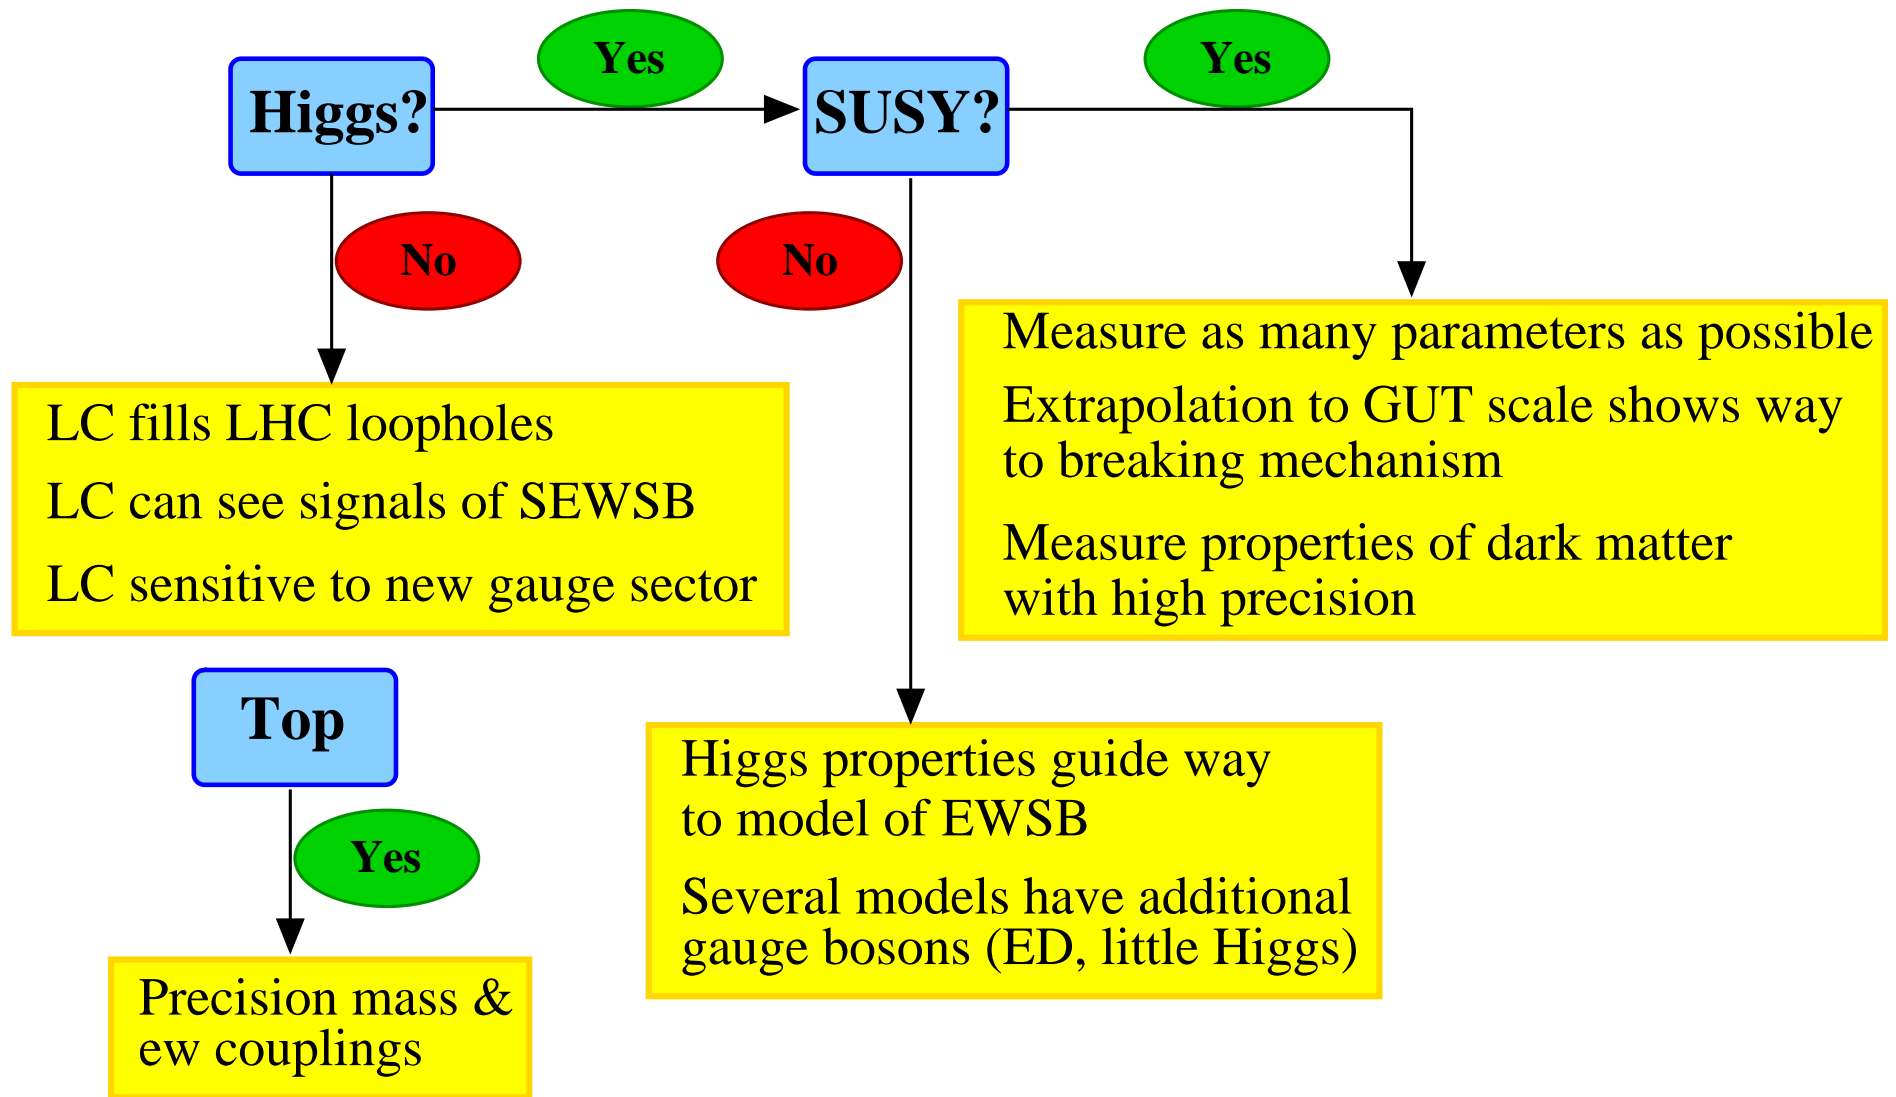 Yes
Yes
Higgs?
SUSY?
No
No
Measure as many parameters as possible
Extrapolation to GUT scale shows way
to breaking mechanism
Measure properties of dark matter
with high precision
LC fills LHC loopholes
LC can see signals of SEWSB
LC sensitive to new gauge sector
Top
Yes
Precision mass &
ew couplings
Higgs properties guide way
to model of EWSB
Several models have additional
gauge bosons (ED, little Higgs)